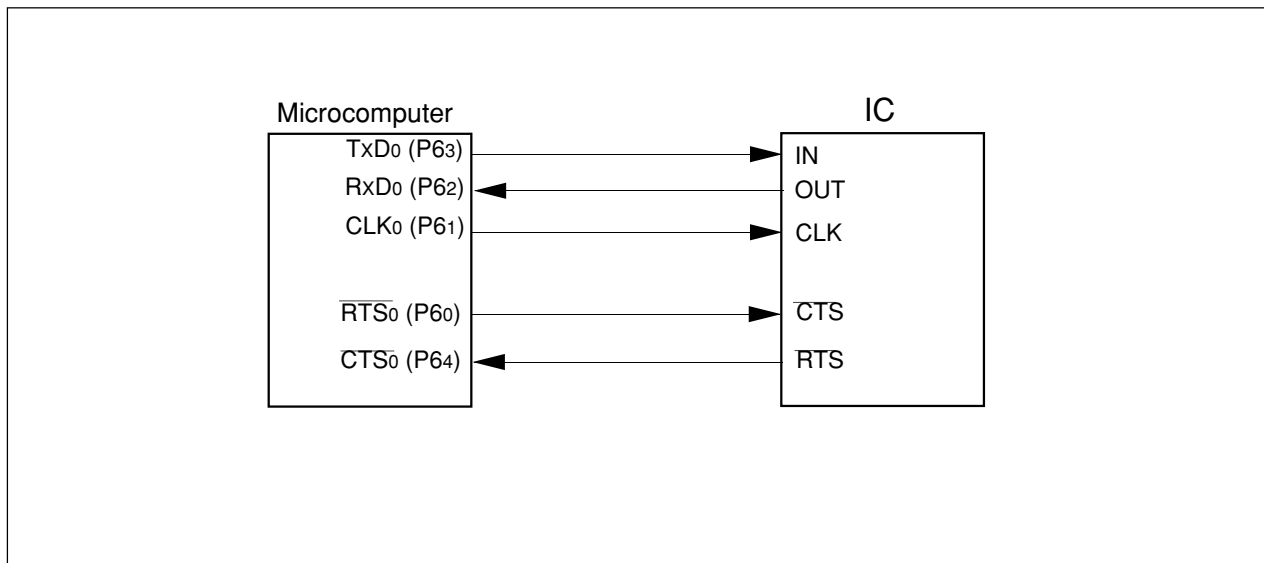 Microcomputer
TxD0 (P63)
RxD0 (P62)
CLK0 (P61)
RTS0 (P60)
CTS0 (P64)
IC
IN
OUT
CLK
CTS
RTS